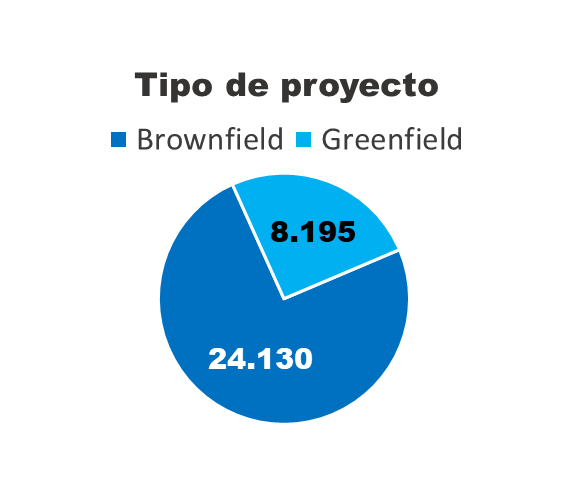 Tipo de proyecto
Brownfield Greenfield
8.195
24.130